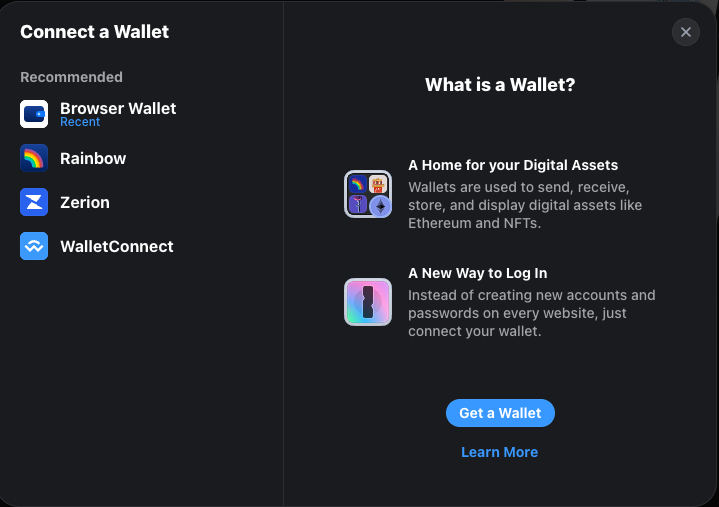 Connect a Wallet
Recommended
Browser Wallet
Recent
Rainbow
Zerion
WalletConnect
What is a Wallet?
A Home for your Digital Assets
Wallets are used to send, receive,
store, and display digital assets like
Ethereum and NFTs.
A New Way to Log In
Instead of creating new accounts and
passwords on every website, just
connect your wallet.
Get a Wallet
Learn More